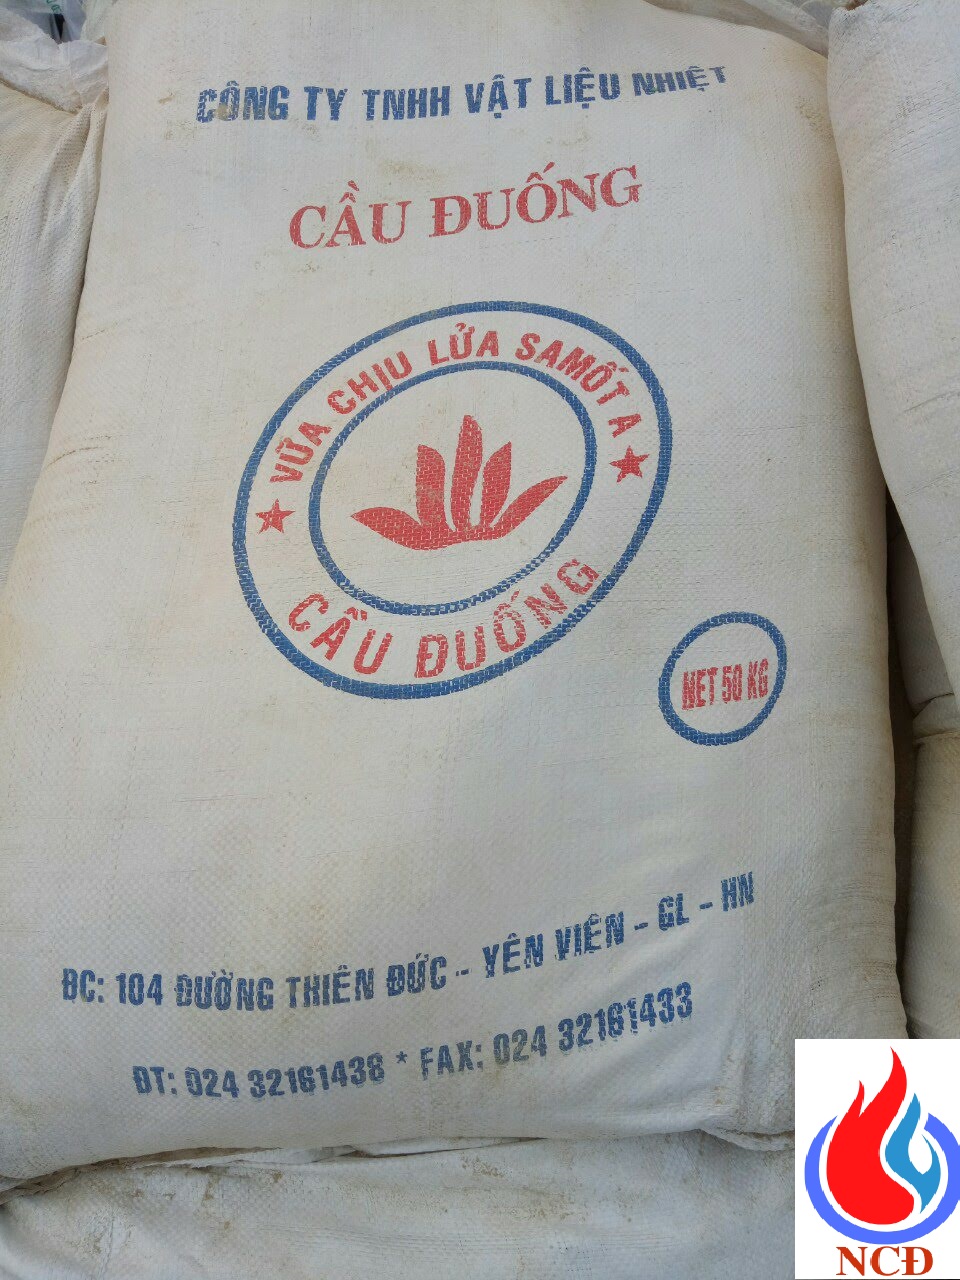 CÔNG TY TNHH VẬT LIỆU NHIỆT
CẦU ĐUỐNG
VỮA CHỊU LỬA SAMỐT A
CẦU ĐUỐNG
NET 50 KG
ĐC: 104 ĐƯỜNG THIÊN ĐỨC - YÊN VIÊN - GL - HN
ĐT: 024 32161438 * FAX: 024 32161433
NCĐ